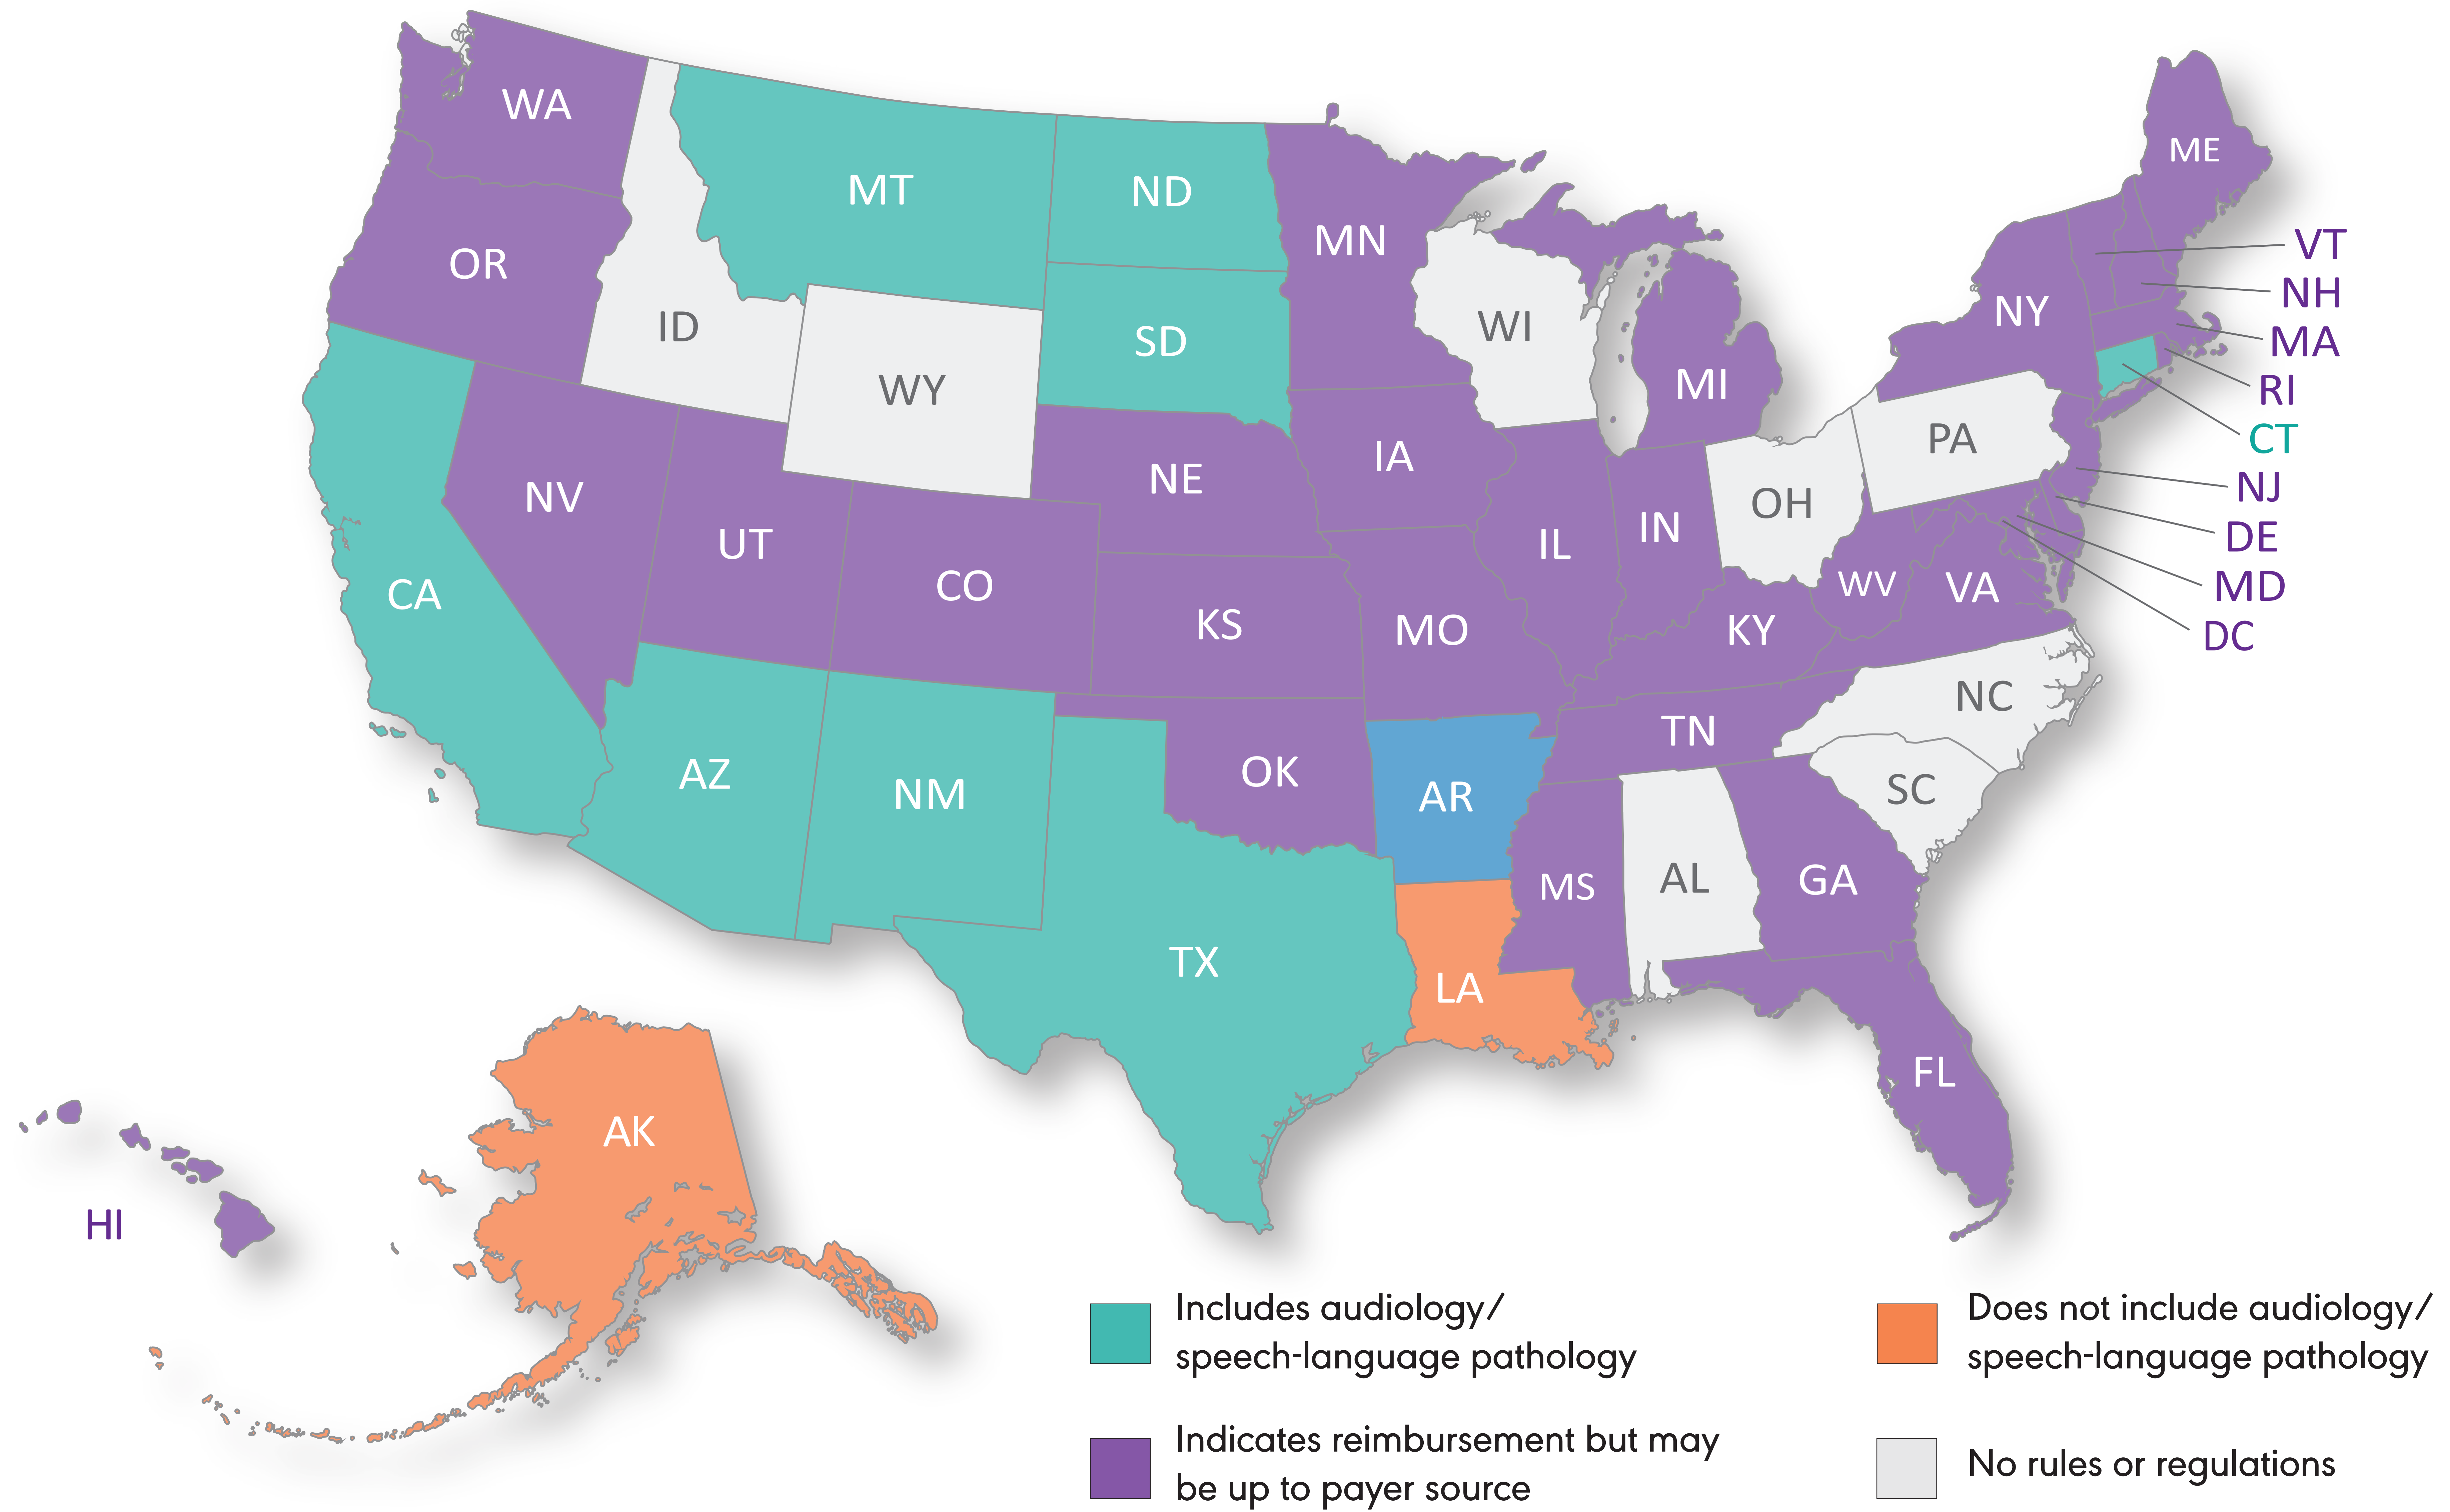 WA
ME
MT
ND
VT
MN
OR
NH
NY
WI
ID
SD
MA
MI
WY
RI
PA
CT
IA
NE
NJ
NV
OH
IN
DE
UT
IL
CO
WV
VA
MD
CA
KS
MO
KY
DC
NC
TN
AZ
OK
SC
NM
AR
AL
GA
MS
TX
LA
FL
AK
HI
Includes audiology/
speech-language pathology
Indicates reimbursement but may
be up to payer source
Does not include audiology/
speech-language pathology
No rules or regulations